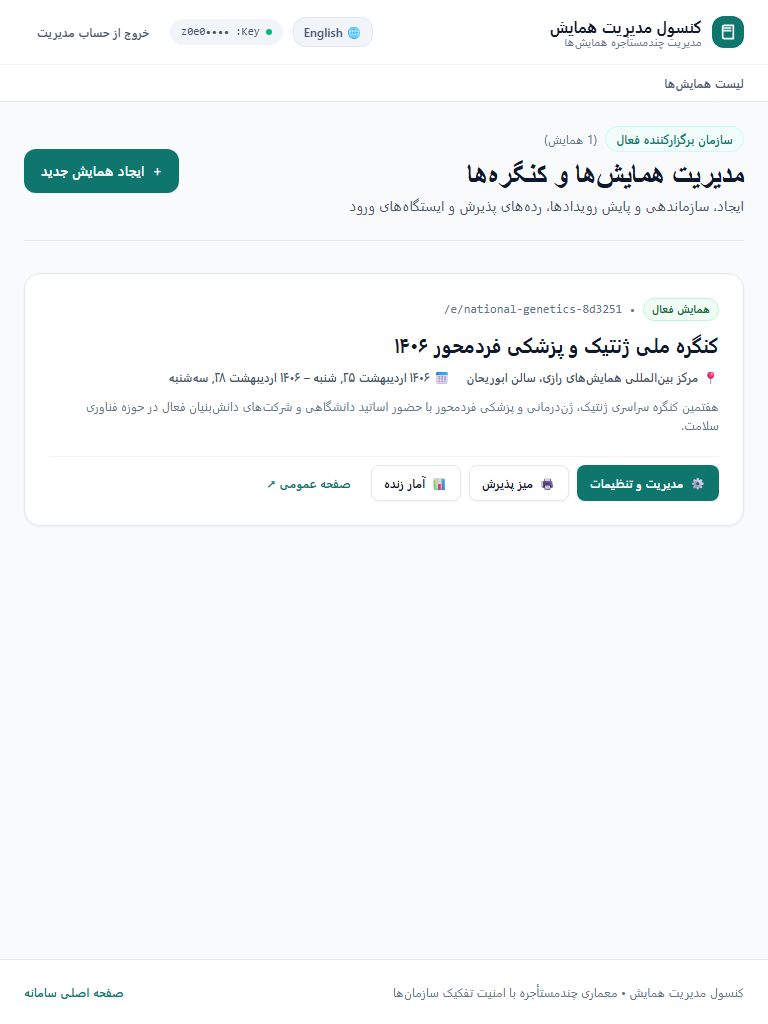 کنسول مدیریت همایش
مدیریت چندمستأجره همایش‌ها
English
Key: ••••z0e0
خروج از حساب مدیریت
لیست همایش‌ها
سازمان برگزارکننده فعال (1 همایش)
مدیریت همایش‌ها و کنگره‌ها
ایجاد، سازماندهی و پایش رویدادها، رده‌های پذیرش و ایستگاه‌های ورود
+ ایجاد همایش جدید
همایش فعال • /e/national-genetics-8d3251
کنگره ملی ژنتیک و پزشکی فردمحور ۱۴۰۶
مرکز بین‌المللی همایش‌های رازی، سالن ابوریحان
۱۴۰۶ اردیبهشت ۲۵, شنبه – ۱۴۰۶ اردیبهشت ۲۸, سه‌شنبه
هفتمین کنگره سراسری ژنتیک، ژن‌درمانی و پزشکی فردمحور با حضور اساتید دانشگاهی و شرکت‌های دانش‌بنیان فعال در حوزه فناوری
سلامت.
مدیریت و تنظیمات
میز پذیرش
آمار زنده
صفحه عمومی ↗
کنسول مدیریت همایش • معماری چندمستأجره با امنیت تفکیک سازمان‌ها
صفحه اصلی سامانه